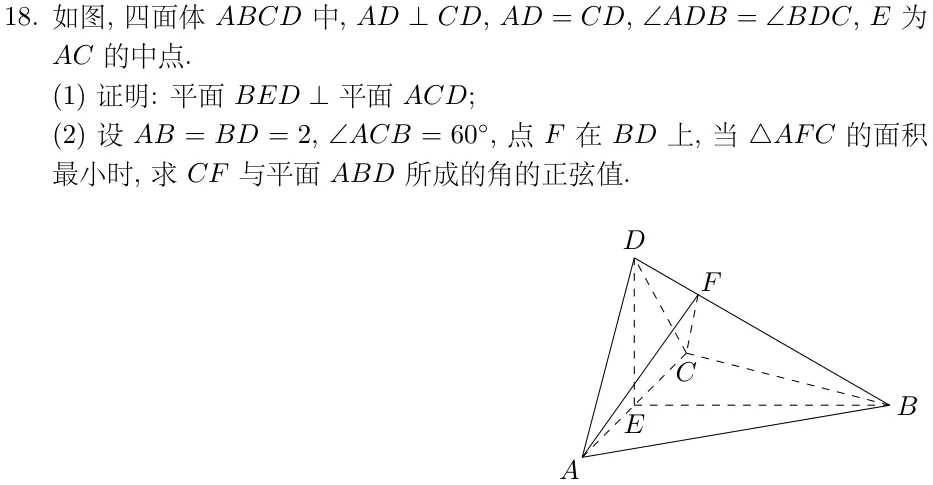 18. 如图, 四面体 ABCD 中, AD ⊥ CD, AD = CD, ∠ADB = ∠BDC, E 为
AC 的中点.
(1) 证明: 平面 BED ⊥ 平面 ACD;
(2) 设 AB = BD = 2, ∠ACB = 60°, 点 F 在 BD 上, 当 △AFC 的面积
最小时, 求 CF 与平面 ABD 所成的角的正弦值.
D
F
C
B
E
A